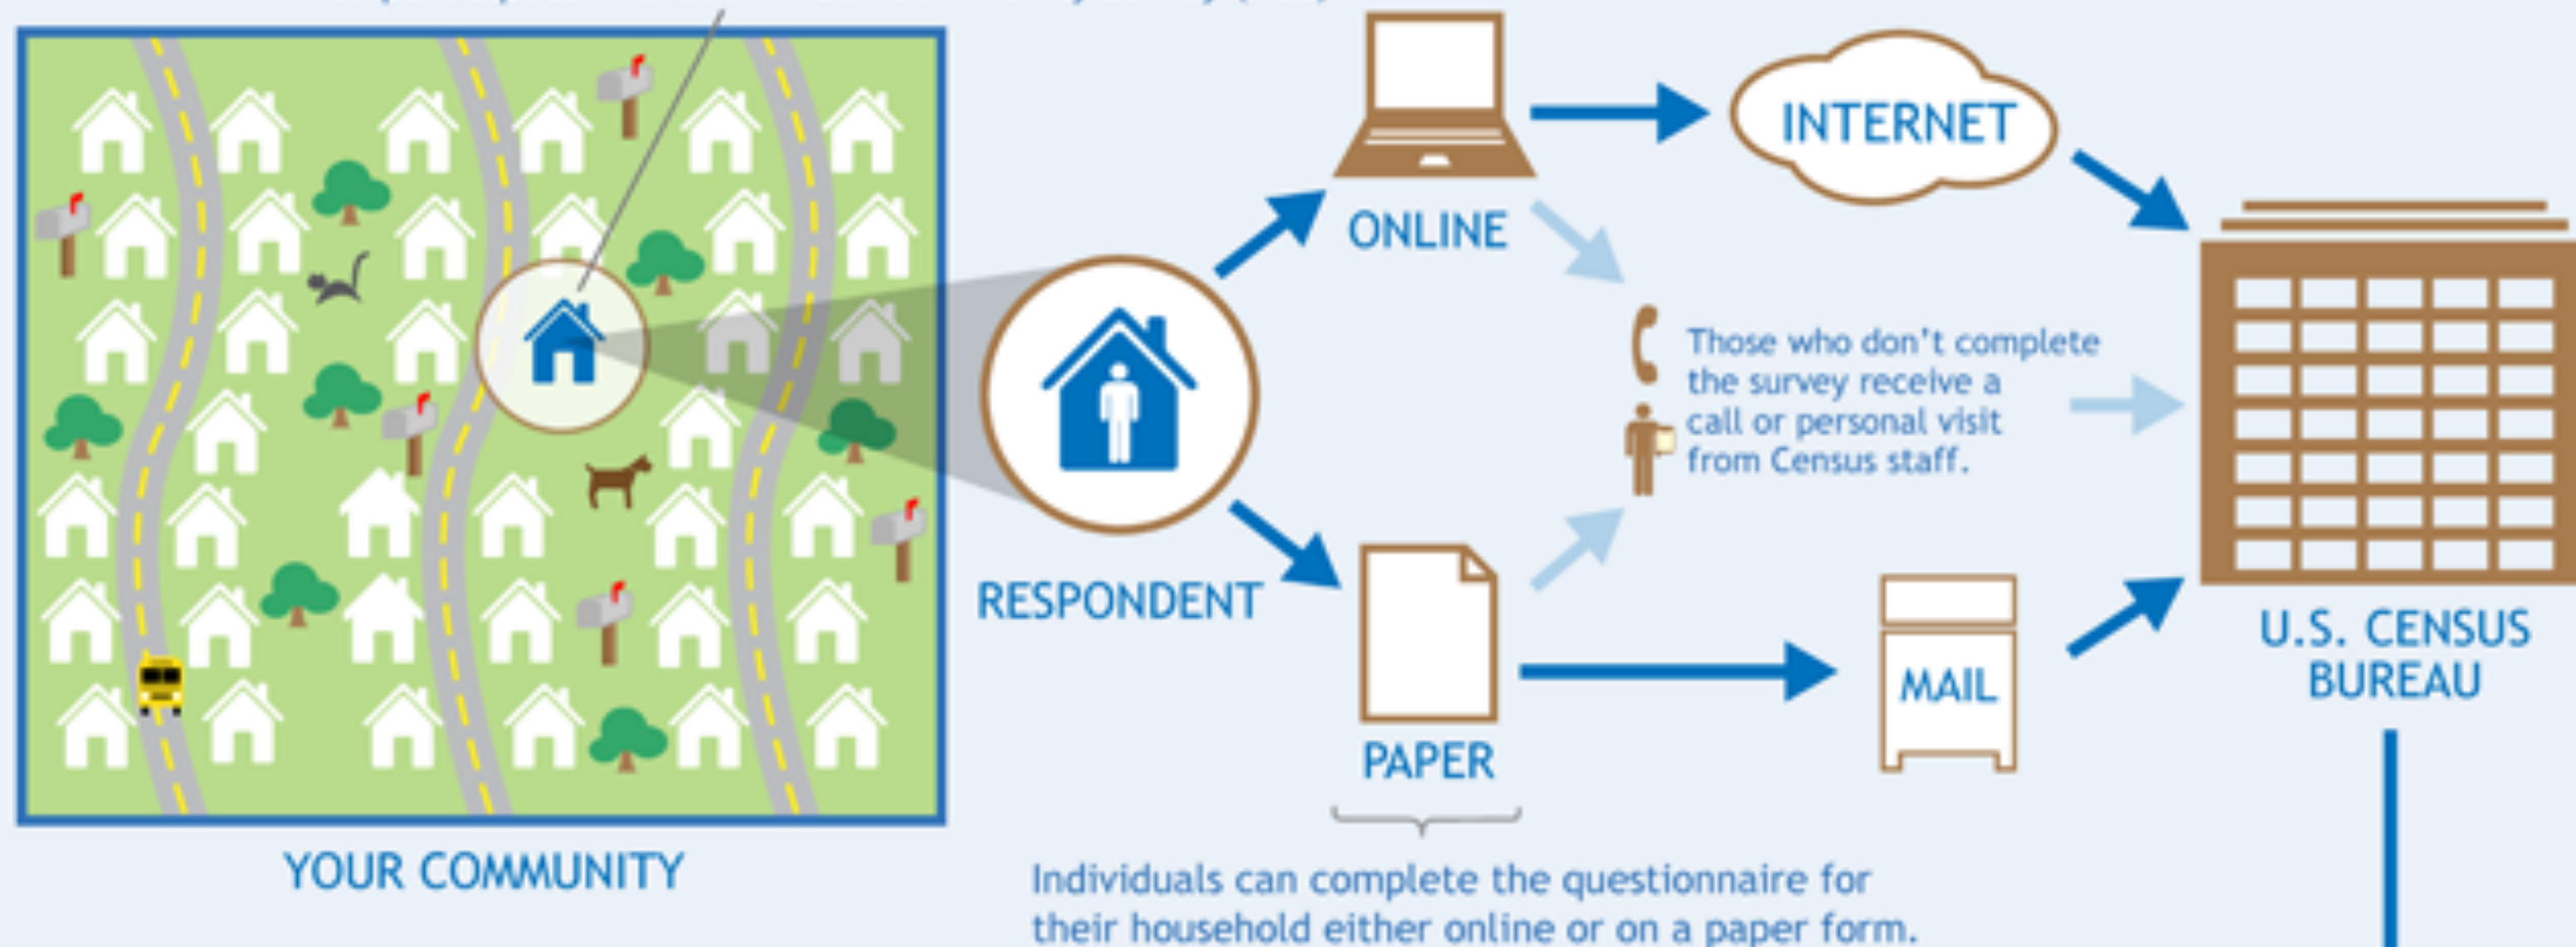 YOUR COMMUNITY
RESPONDENT
ONLINE
INTERNET
Those who don't complete
the survey receive a
call or personal visit
from Census staff.
PAPER
MAIL
U.S. CENSUS
BUREAU
Individuals can complete the questionnaire for
their household either online or on a paper form.